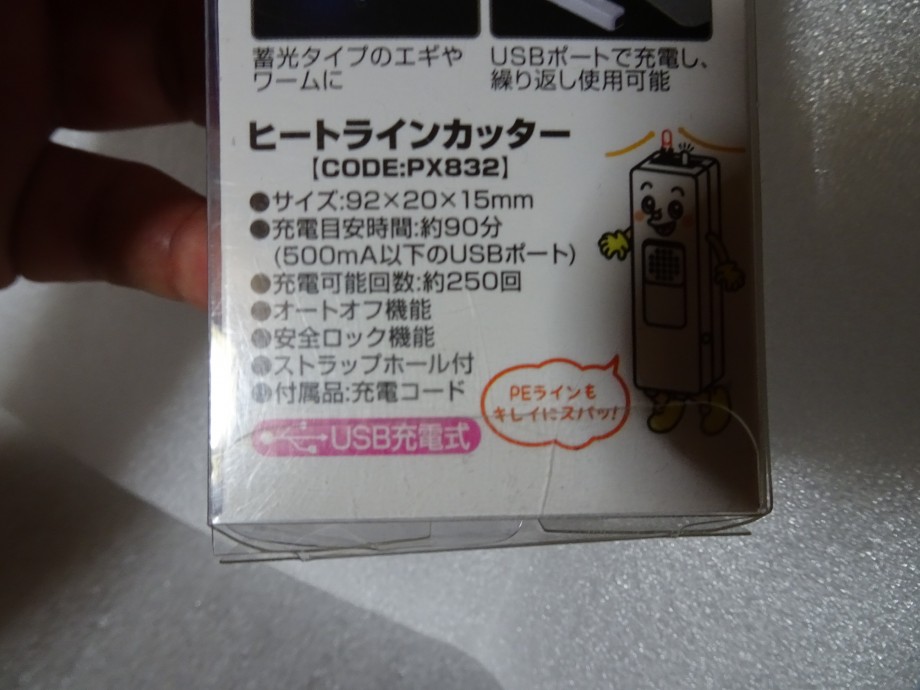 蓄光タイプのエギや
ワームに
USBポートで充電し、
繰り返し使用可能
ヒートラインカッター
【CODE:PX832】
●サイズ:92×20×15mm
●充電目安時間:約90分
(500mA以下のUSBポート)
●充電可能回数:約250回
●オートオフ機能
●安全ロック機能
●ストラップホール付
●付属品:充電コード
PEラインを
キレイにスパッ!
USB充電式